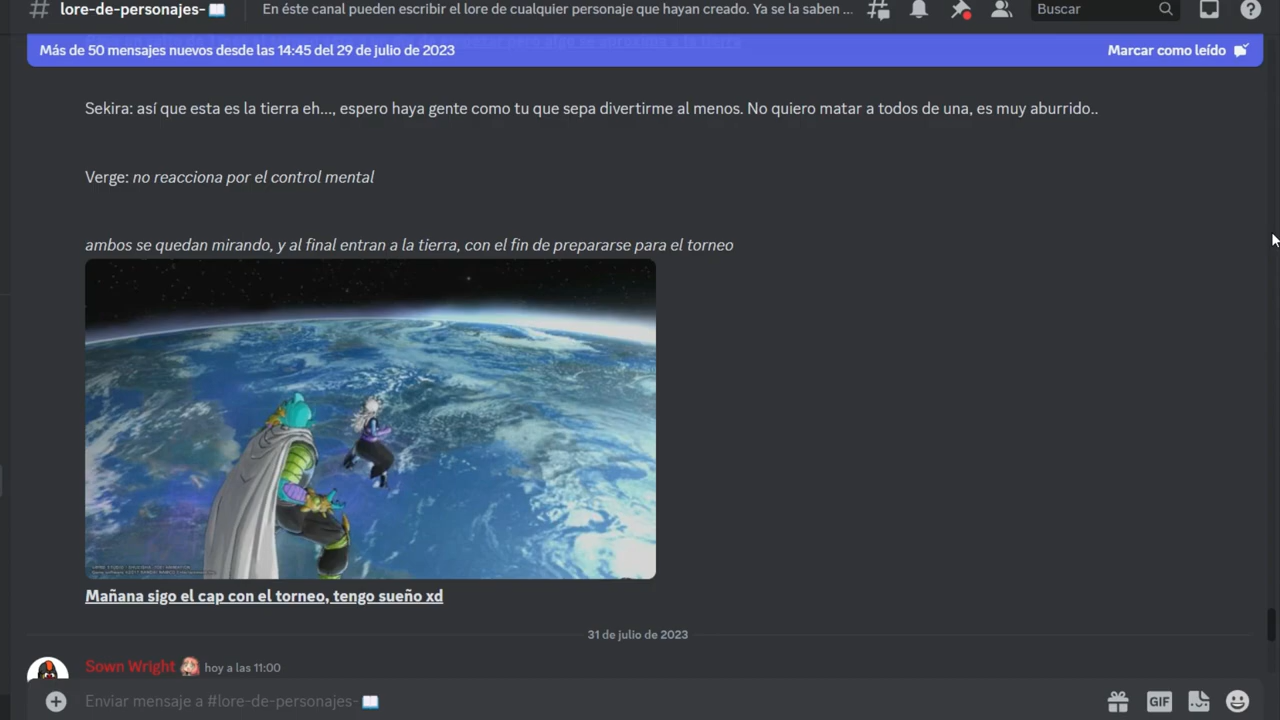 lore-de-personajes-📖
En éste canal pueden escribir el lore de cualquier personaje que hayan creado. Ya se la saben ...
Buscar
Más de 50 mensajes nuevos desde las 14:45 del 29 de julio de 2023
Marcar como leído
Sekira: así que esta es la tierra eh..., espero haya gente como tu que sepa divertirme al menos. No quiero matar a todos de una, es muy aburrido..
Verge: no reacciona por el control mental
ambos se quedan mirando, y al final entran a la tierra, con el fin de prepararse para el torneo
Mañana sigo el cap con el torneo, tengo sueño xd
31 de julio de 2023
Sown Wright hoy a las 11:00
Enviar mensaje a #lore-de-personajes-📖
GIF